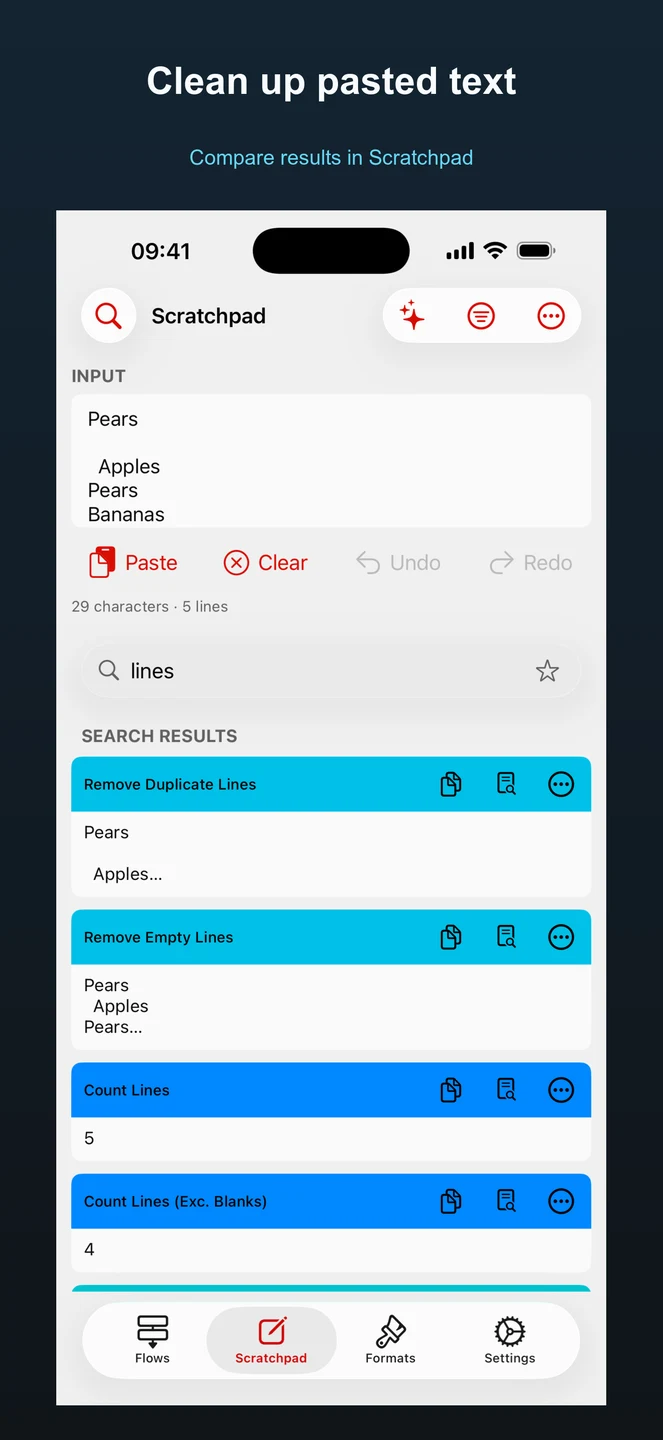 Clean up pasted text
Compare results in Scratchpad
09:41
Scratchpad
INPUT
Pears
Apples
Pears
Bananas
Paste
Clear
Undo
Redo
29 characters · 5 lines
lines
SEARCH RESULTS
Remove Duplicate Lines
Pears
Apples...
Remove Empty Lines
Pears
Apples
Pears...
Count Lines
5
Count Lines (Exc. Blanks)
4
Flows
Scratchpad
Formats
Settings